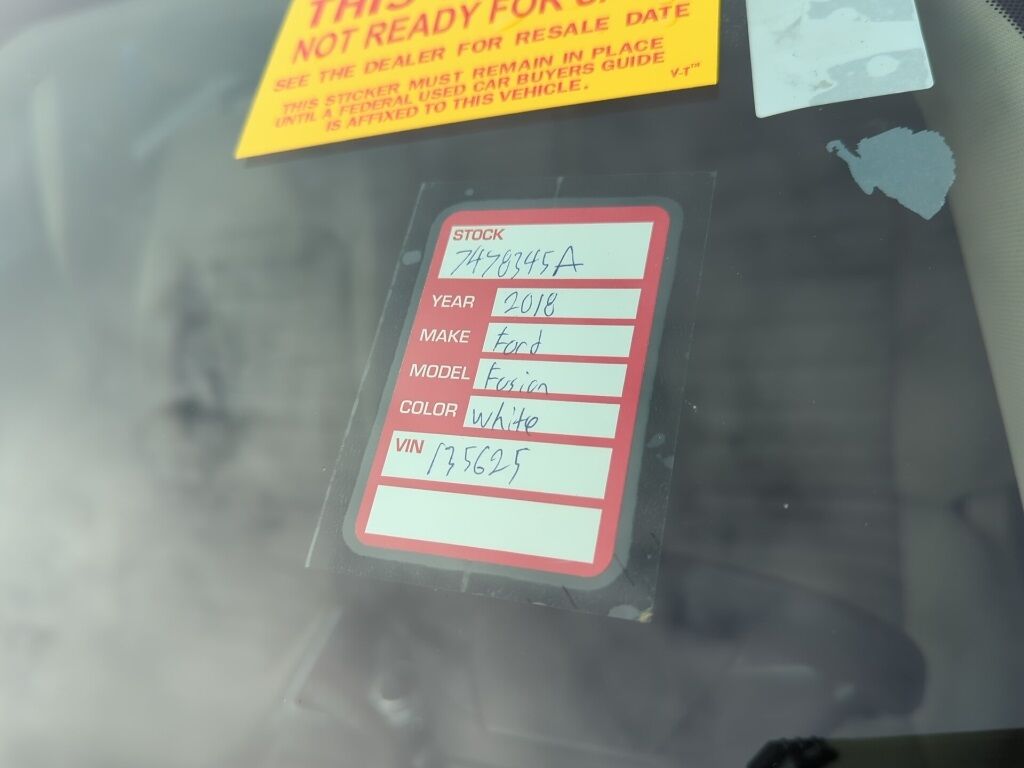 THIS
NOT READY FOR
SEE THE DEALER FOR RESALE DATE
THIS STICKER MUST REMAIN IN PLACE
UNTIL A FEDERAL USED CAR BUYERS GUIDE
IS AFFIXED TO THIS VEHICLE.
V-T™
STOCK
7478345A
YEAR 2018
MAKE Ford
MODEL Fusion
COLOR white
VIN 135625